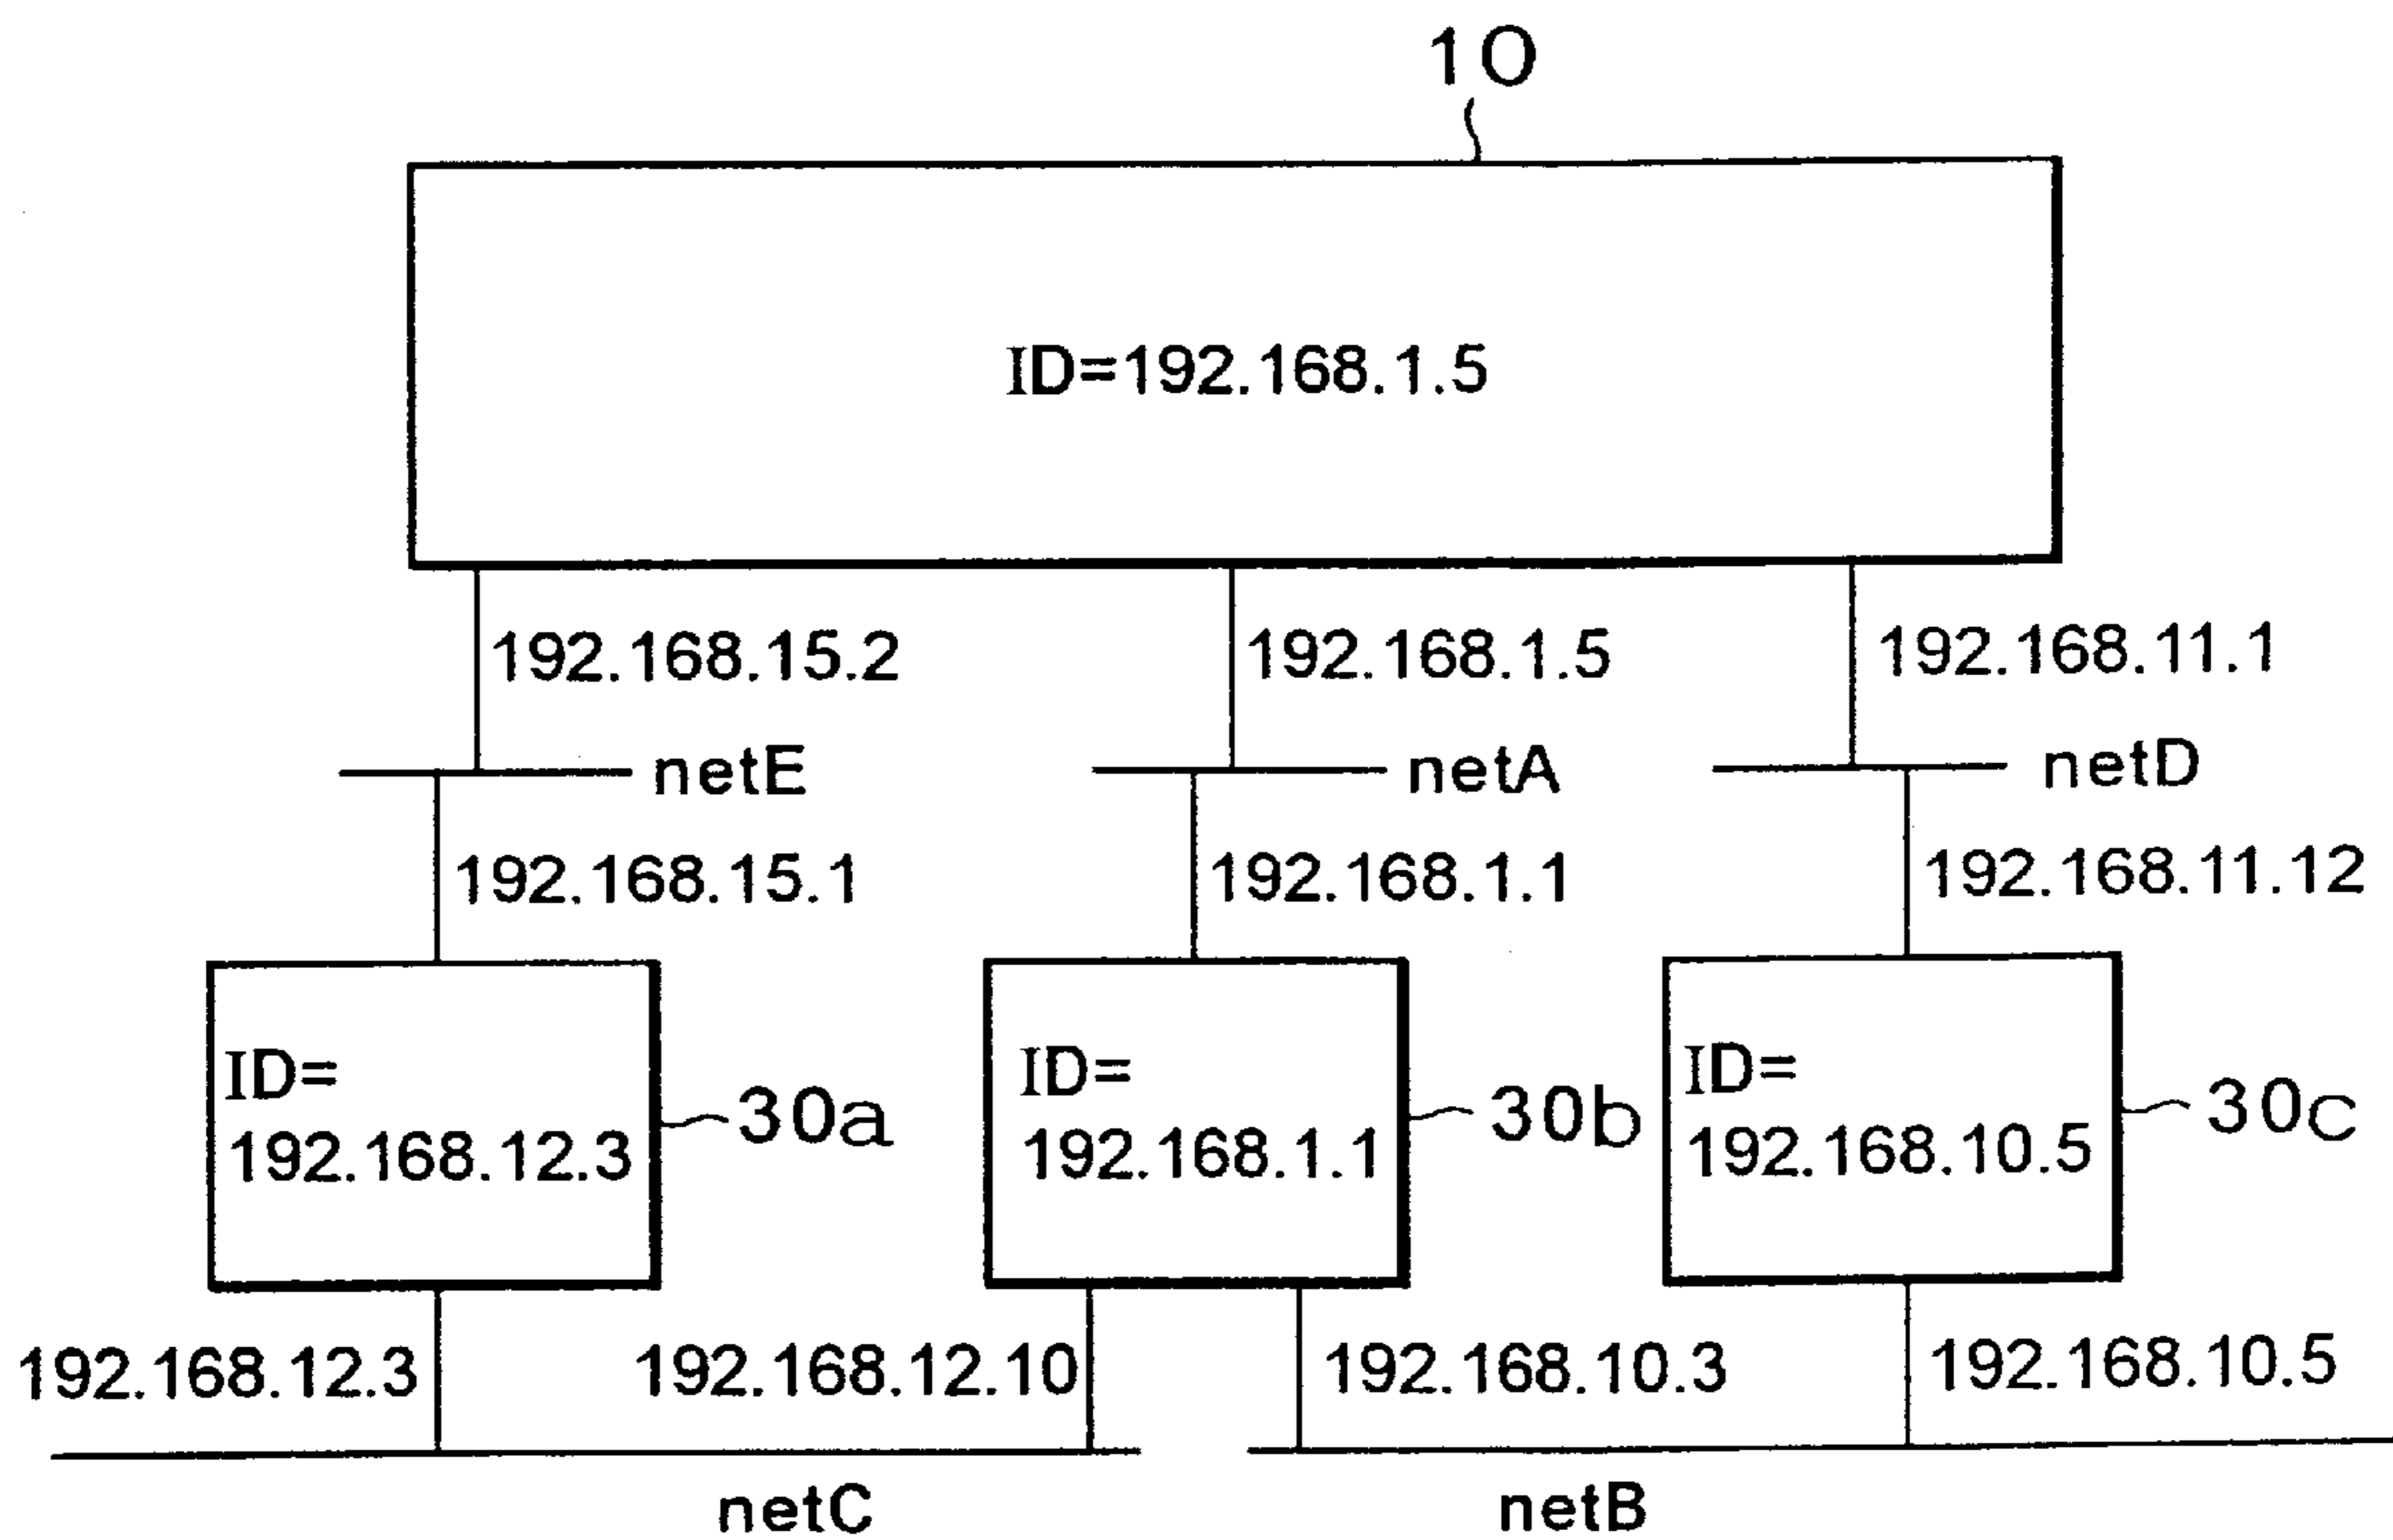 10
ID=192.168.1.5
192.168.15.2
192.168.1.5
192.168.11.1
netE
netA
netD
192.168.15.1
192.168.1.1
192.168.11.12
ID=
192.168.12.3
30a
ID=
192.168.1.1
30b
ID=
192.168.10.5
30c
192.168.12.3
192.168.12.10
192.168.10.3
192.168.10.5
netC
netB